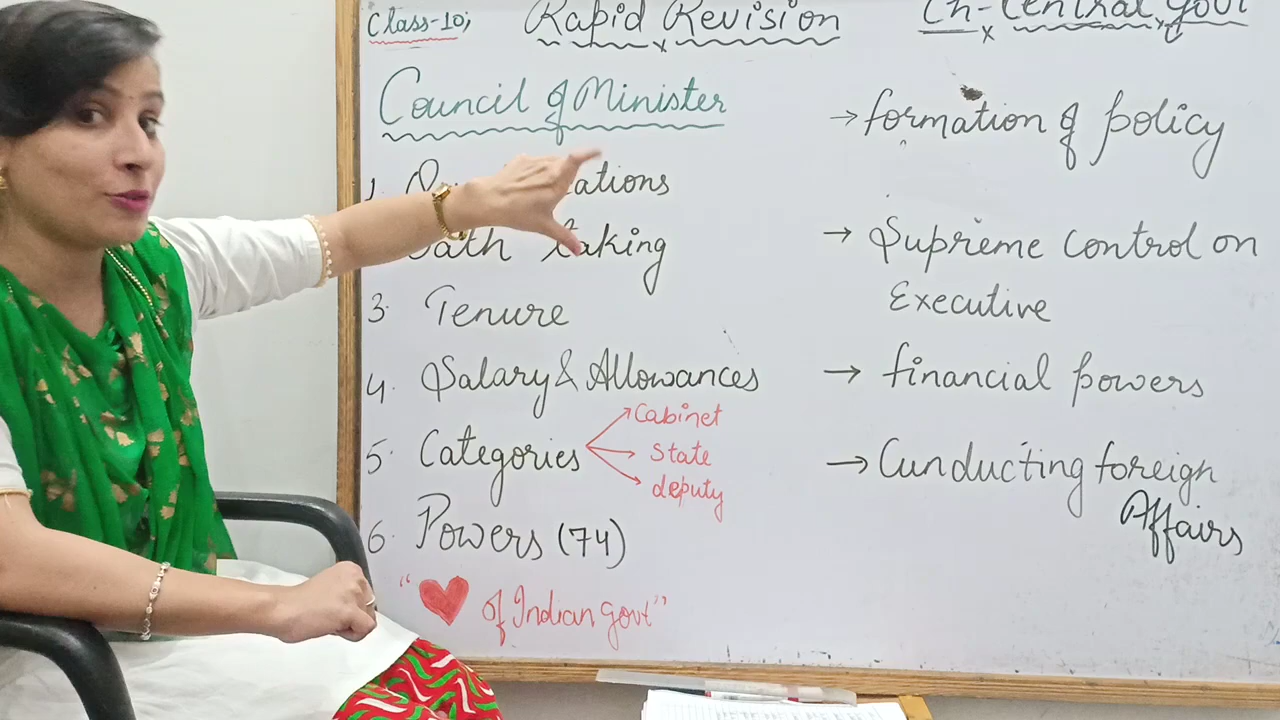 Class-10;
Rapid Revision
Ch- Central Govt
Council of Minister
ations
2. Oath taking
3. Tenure
4. Salary & Allowances
5. Categories
Cabinet
State
deputy
6. Powers (74)
"♥ of Indian govt"
→ formation of policy
→ Supreme control on
Executive
→ financial powers
→ Cunducting foreign
Affairs